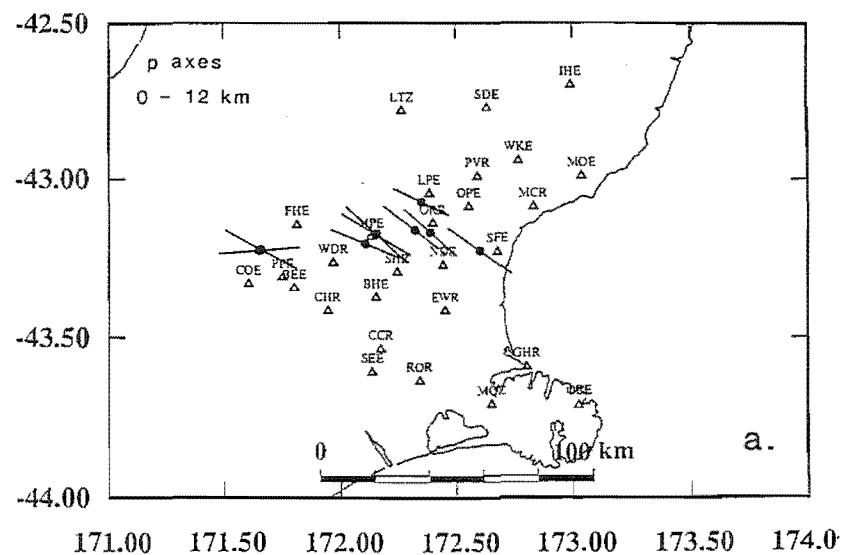 -42.50
p axes
0 - 12 km
IHE
LTZ
SDE
WKE
PVR
MOE
-43.00
LPE
OPE
MCR
FHE
SFE
WDR
COE
BHE
CHR
EWR
-43.50
CCR
GHR
SEE
ROR
MQZ
0
100 km
a.
-44.00
171.00
171.50
172.00
172.50
173.00
173.50
174.0